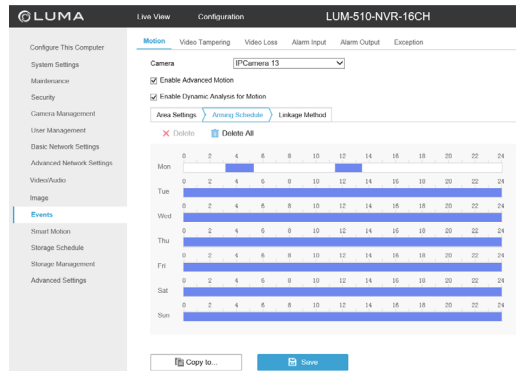 LUMA
Live View Configuration LUM-510-NVR-16CH
Configure This Computer
System Settings
Maintenance
Security
Camera Management
User Management
Basic Network Settings
Advanced Network Settings
Video/Audio
Image
Events
Smart Motion
Storage Schedule
Storage Management
Advanced Settings
Motion Video Tampering Video Loss Alarm Input Alarm Output Exception
Camera IPCamera 13
Enable Advanced Motion
Enable Dynamic Analysis for Motion
Area Settings Arming Schedule Linkage Method
Delete Delete All
0 2 4 6 8 10 12 14 16 18 20 22 24
Mon
0 2 4 6 8 10 12 14 16 18 20 22 24
Tue
0 2 4 6 8 10 12 14 16 18 20 22 24
Wed
0 2 4 6 8 10 12 14 16 18 20 22 24
Thu
0 2 4 6 8 10 12 14 16 18 20 22 24
Fri
0 2 4 6 8 10 12 14 16 18 20 22 24
Sat
0 2 4 6 8 10 12 14 16 18 20 22 24
Sun
Copy to... Save